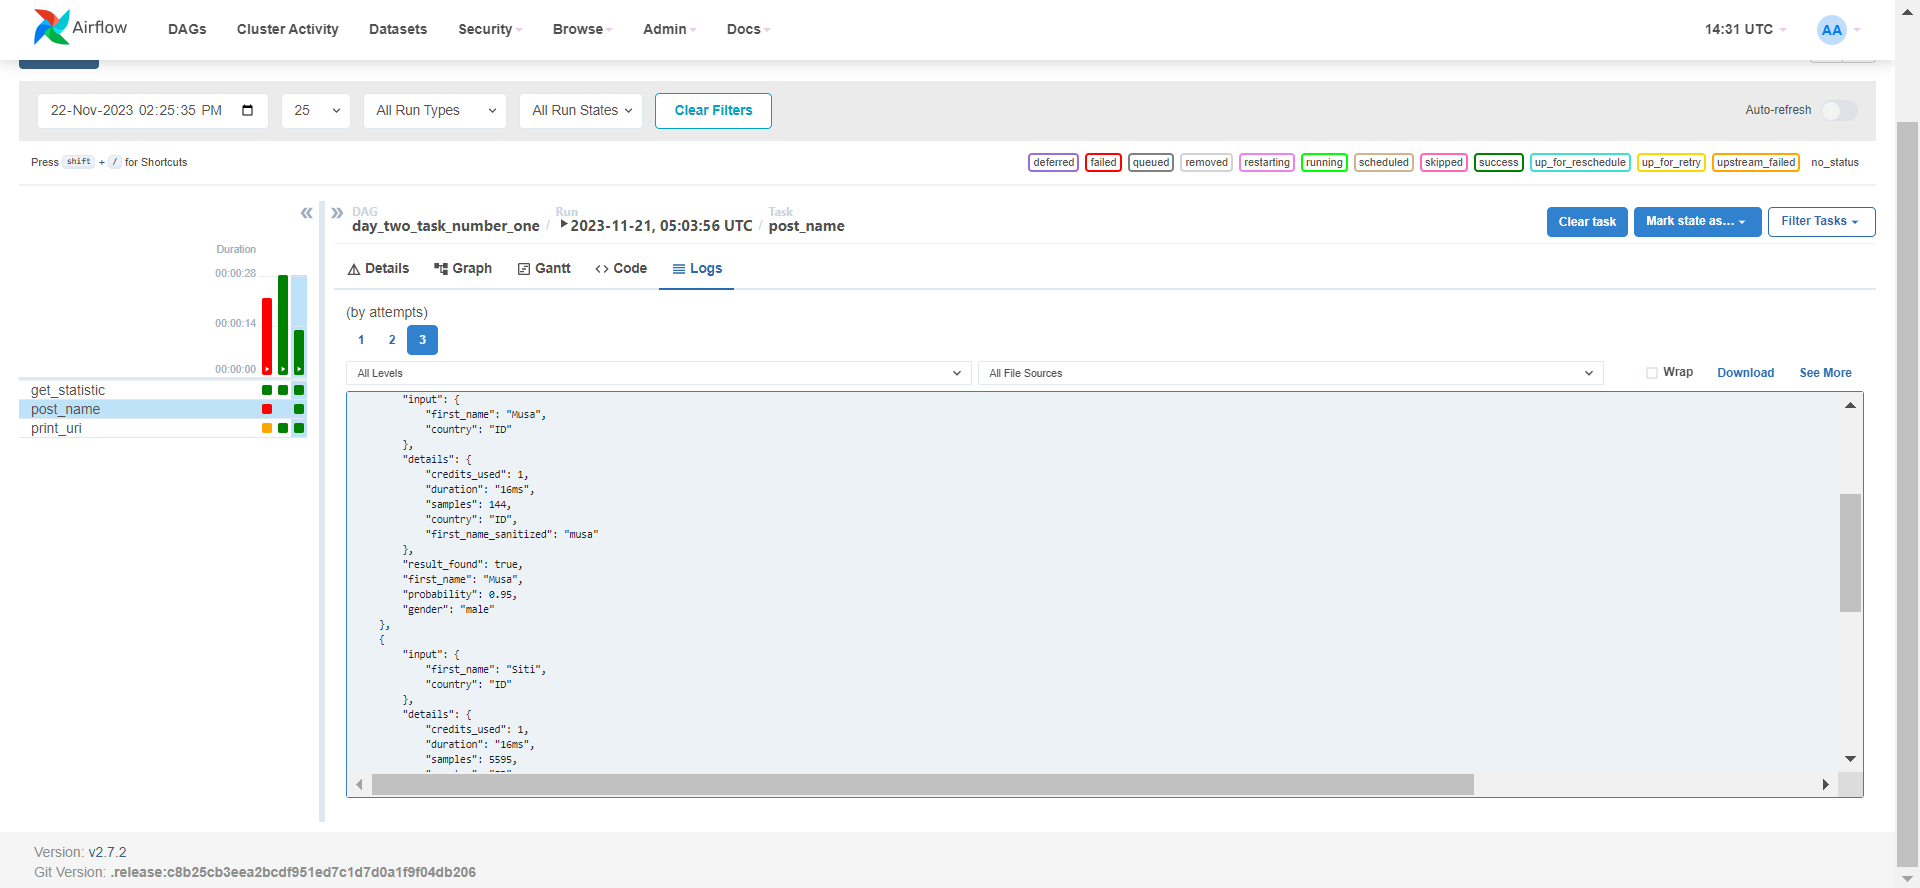 Airflow DAGs Cluster Activity Datasets Security Browse Admin Docs 14:31 UTC AA
22-Nov-2023 02:25:35 PM 25 All Run Types All Run States Clear Filters Auto-refresh
Press shift + / for Shortcuts deferred failed queued removed restarting running scheduled skipped success up_for_reschedule up_for_retry upstream_failed no_status
DAG Run Task
day_two_task_number_one / 2023-11-21, 05:03:56 UTC / post_name Clear task Mark state as... Filter Tasks
Duration
00:00:28
00:00:14
00:00:00
get_statistic
post_name
print_uri
Details Graph Gantt Code Logs
(by attempts)
1 2 3
All Levels All File Sources Wrap Download See More
"input": {
"first_name": "Musa",
"country": "ID"
},
"details": {
"credits_used": 1,
"duration": "16ms",
"samples": 144,
"country": "ID",
"first_name_sanitized": "musa"
},
"result_found": true,
"first_name": "Musa",
"probability": 0.95,
"gender": "male"
},
{
"input": {
"first_name": "Siti",
"country": "ID"
},
"details": {
"credits_used": 1,
"duration": "16ms",
"samples": 5595,
Version: v2.7.2
Git Version: .release:c8b25cb3eea2bcdf951ed7c1d7d0a1f9f04db206